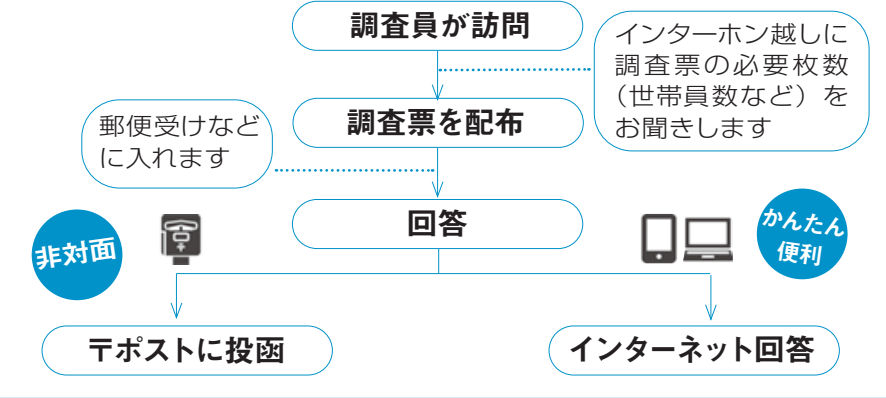 調査員が訪問
インターホン越しに
調査票の必要枚数
（世帯員数など）を
お聞きします
調査票を配布
郵便受けなど
に入れます
回答
非対面
かんたん
便利
〒ポストに投函
インターネット回答